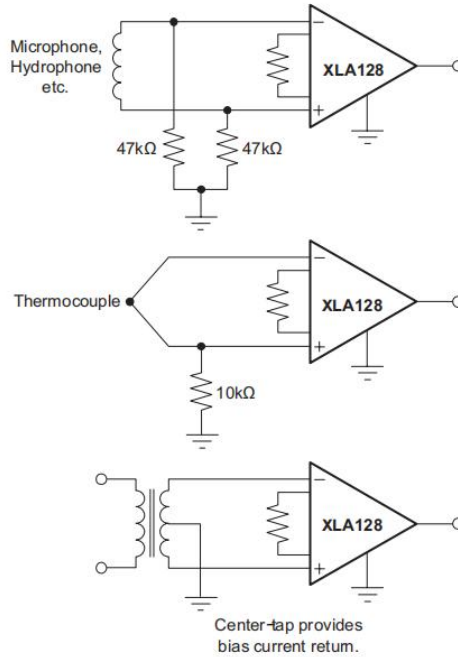 Microphone,
Hydrophone
etc.
−
XLA128
+
47kΩ
47kΩ
−
Thermocouple
XLA128
+
10kΩ
−
XLA128
+
Center-tap provides
bias current return.